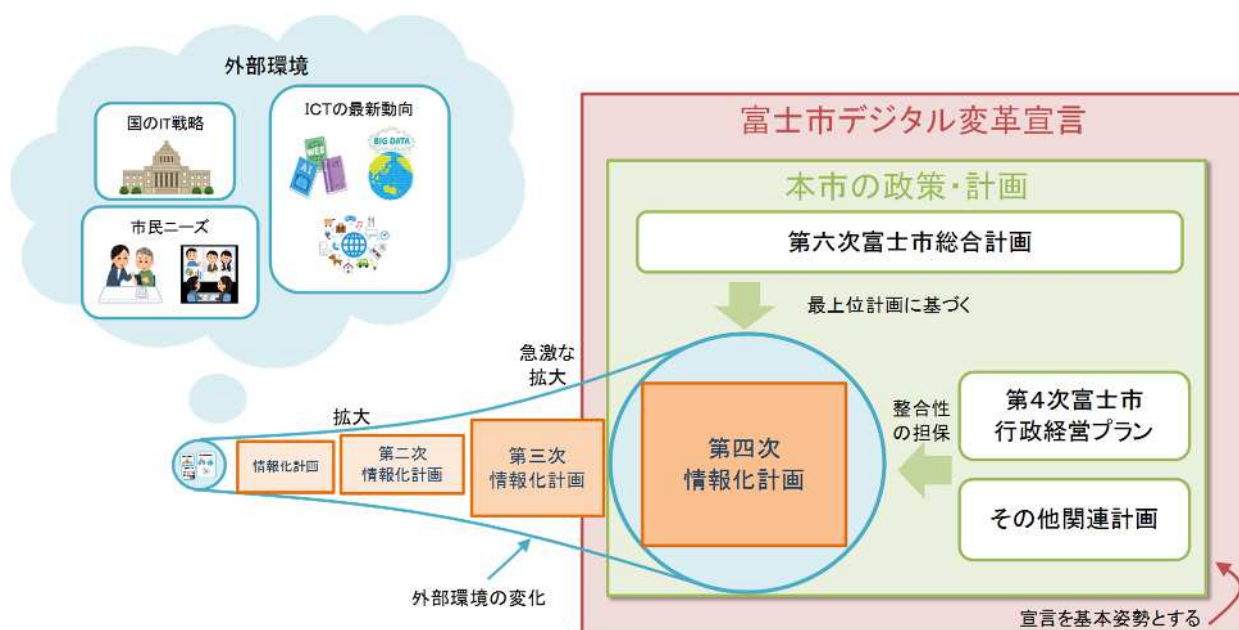 外部環境
国のIT戦略
ICTの最新動向
WEB
AI
BIG DATA
市民ニーズ
富士市デジタル変革宣言
本市の政策・計画
第六次富士市総合計画
最上位計画に基づく
急激な
拡大
拡大
情報化計画
第二次
情報化計画
第三次
情報化計画
第四次
情報化計画
整合性
の担保
第4次富士市
行政経営プラン
その他関連計画
外部環境の変化
宣言を基本姿勢とする